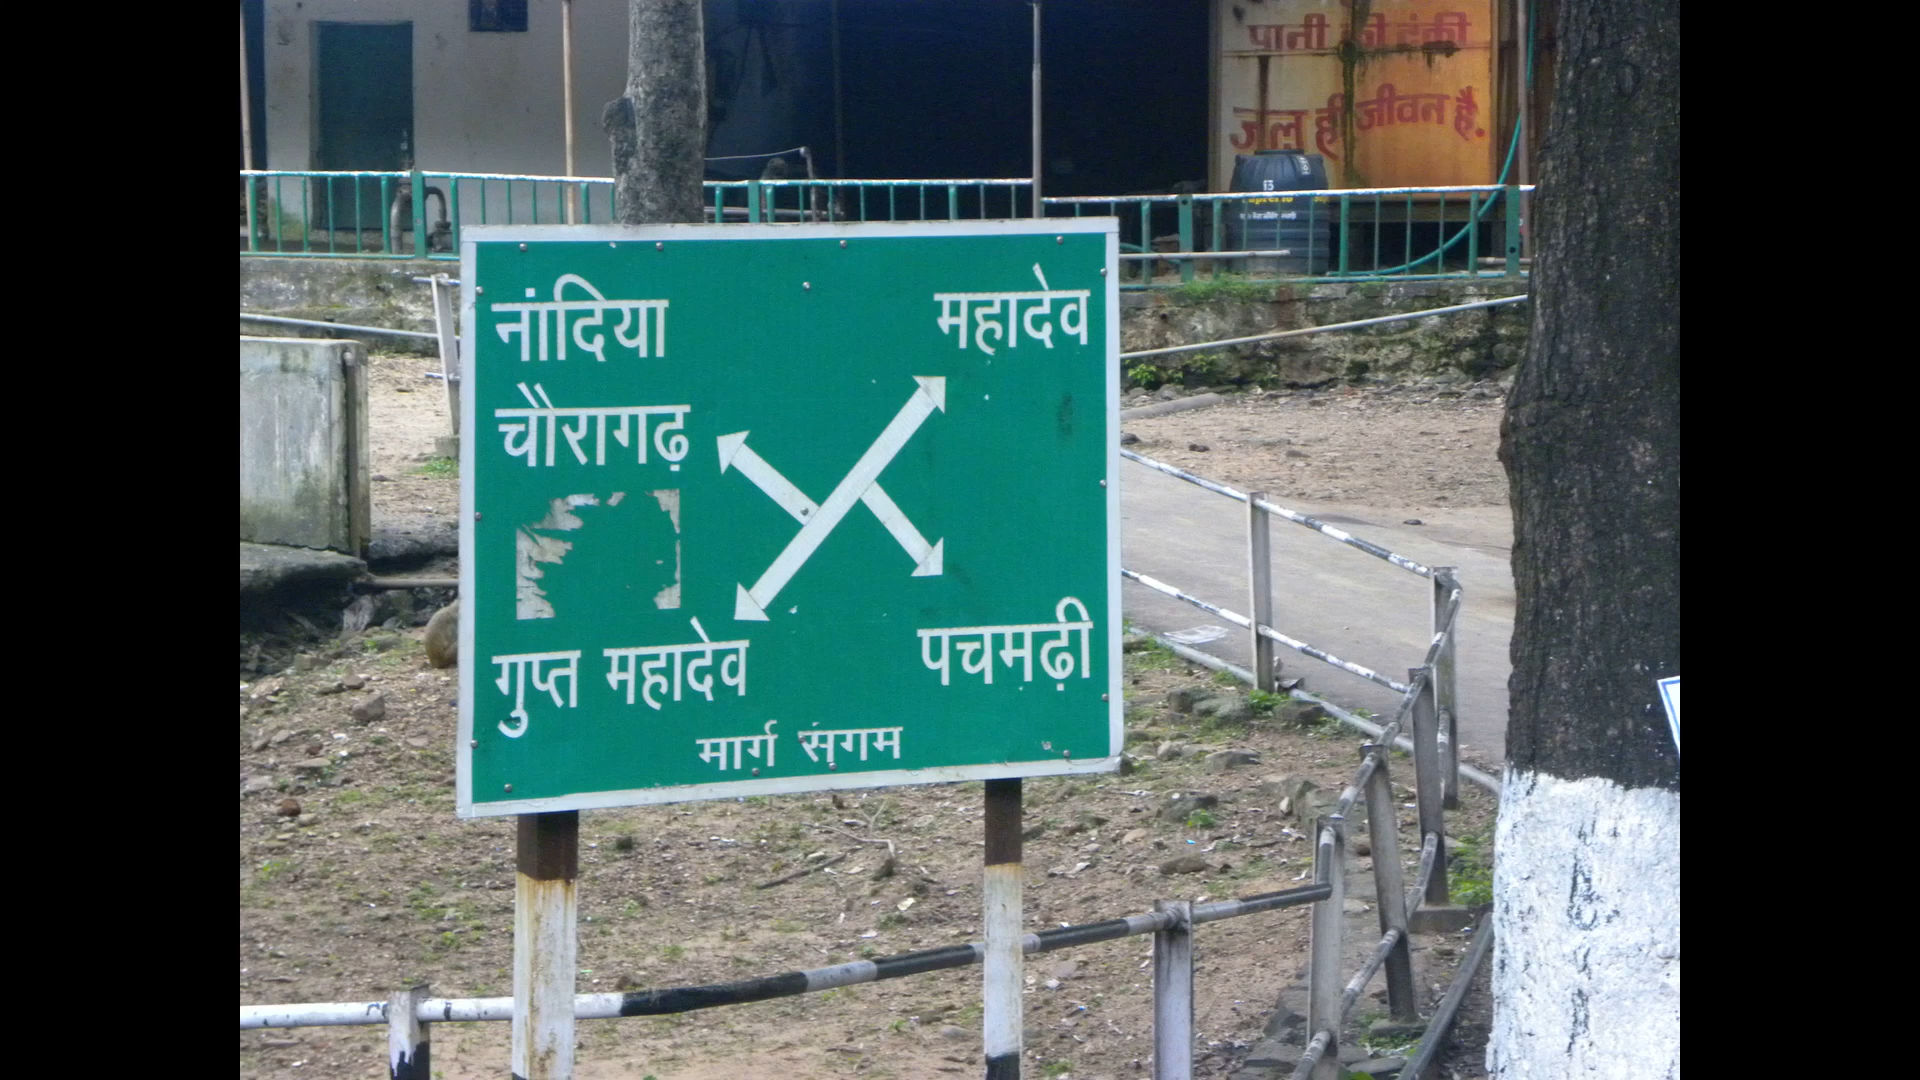 पानी की टंकी
जल ही जीवन है.
नांदिया
महादेव
चौरागढ़
गुप्त महादेव
पचमढ़ी
मार्ग संगम